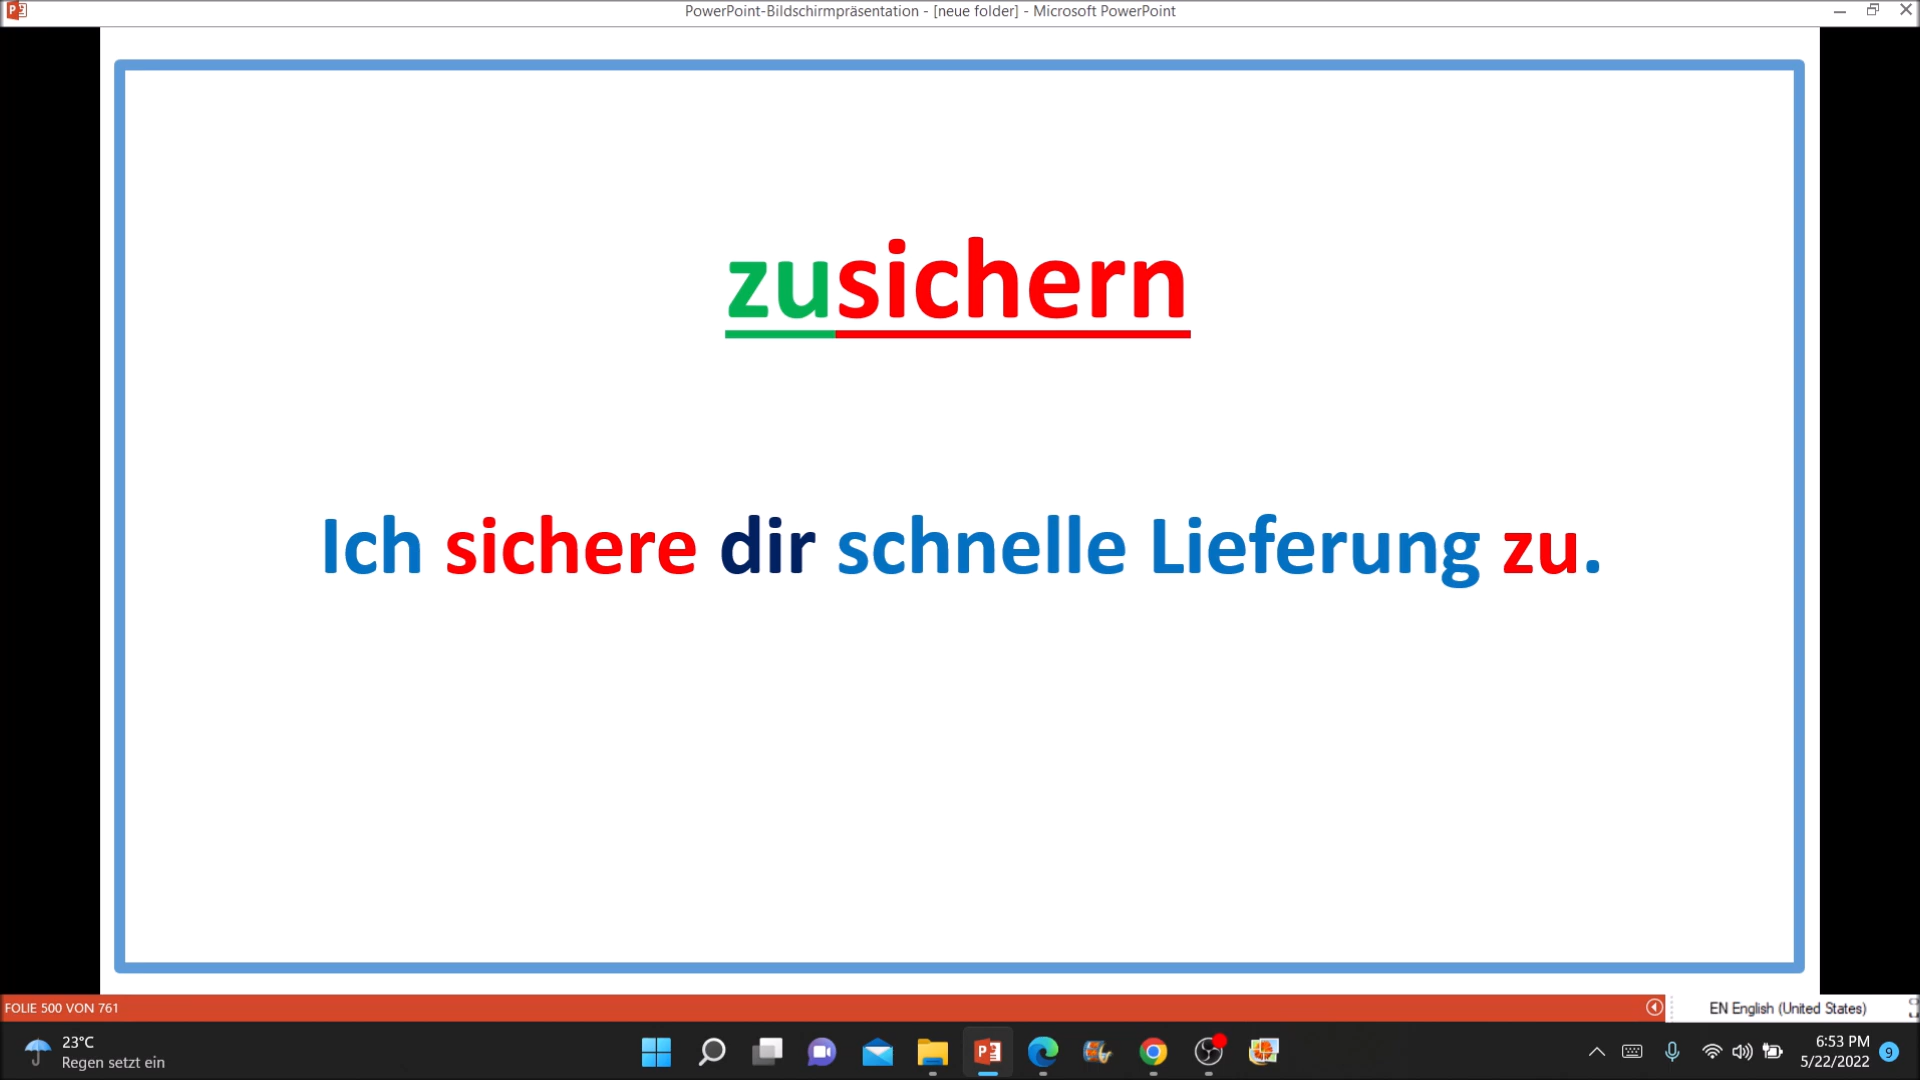 PowerPoint-Bildschirmpräsentation - [neue folder] - Microsoft PowerPoint
zusichern
Ich sichere dir schnelle Lieferung zu.
FOLIE 500 VON 761
EN English (United States)
23°C
Regen setzt ein
6:53 PM
5/22/2022
9